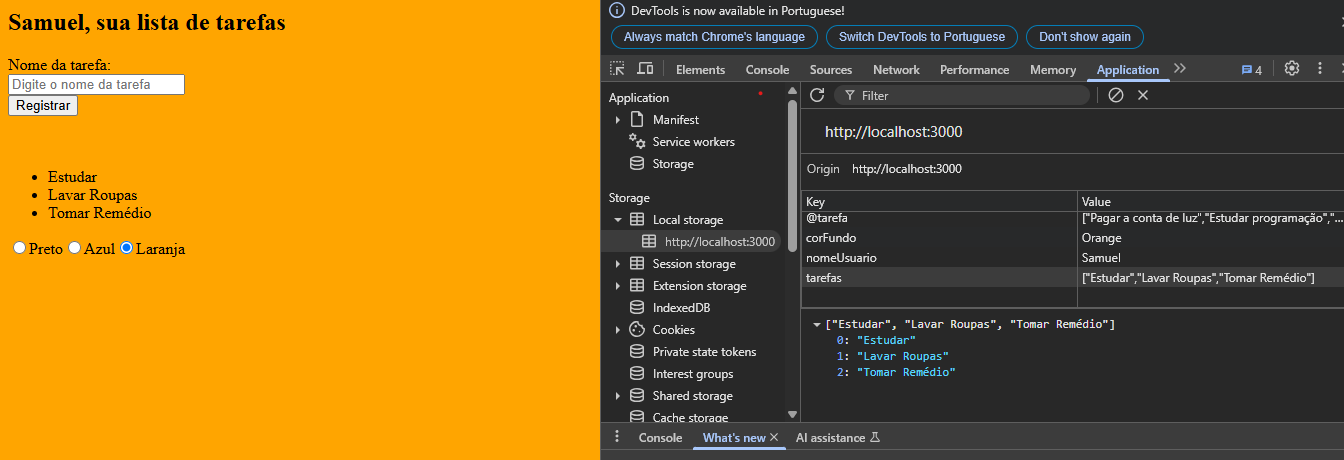 Samuel, sua lista de tarefas
Nome da tarefa:
Digite o nome da tarefa
Registrar
Estudar
Lavar Roupas
Tomar Remédio
Preto Azul Laranja
DevTools is now available in Portuguese!
Always match Chrome's language Switch DevTools to Portuguese Don't show again
Elements Console Sources Network Performance Memory Application 4
Application
Manifest
Service workers
Storage
Storage
Local storage
http://localhost:3000
Session storage
Extension storage
IndexedDB
Cookies
Private state tokens
Interest groups
Shared storage
Cache storage
Filter
http://localhost:3000
Origin http://localhost:3000
Key Value
@tarefa ["Pagar a conta de luz","Estudar programação","...
corFundo Orange
nomeUsuario Samuel
tarefas ["Estudar","Lavar Roupas","Tomar Remédio"]
["Estudar", "Lavar Roupas", "Tomar Remédio"]
0: "Estudar"
1: "Lavar Roupas"
2: "Tomar Remédio"
Console What's new AI assistance